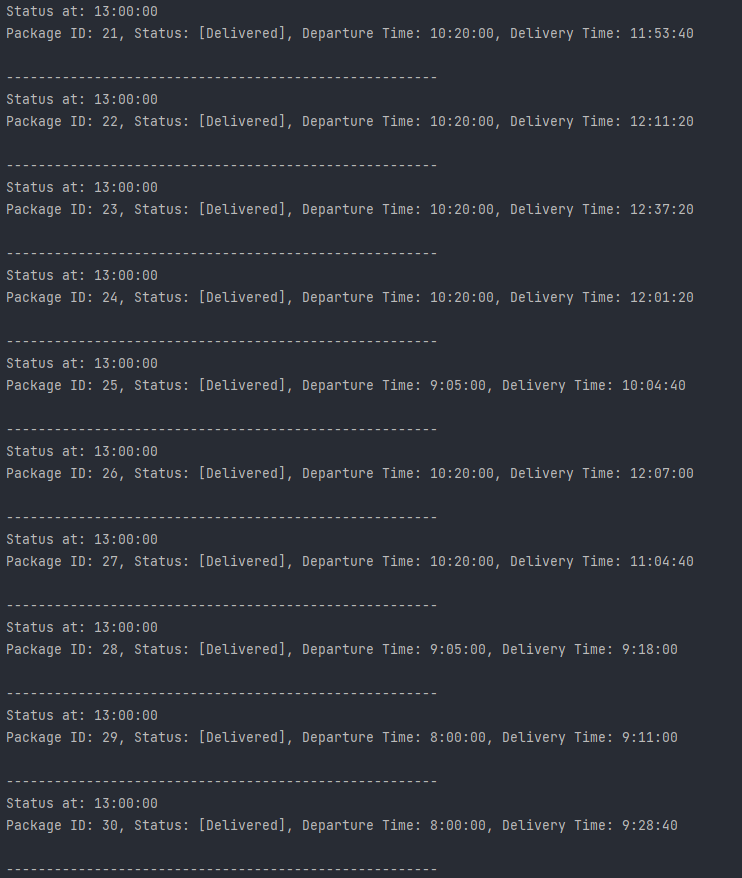 Status at: 13:00:00
Package ID: 21, Status: [Delivered], Departure Time: 10:20:00, Delivery Time: 11:53:40
------------------------------------------------------
Status at: 13:00:00
Package ID: 22, Status: [Delivered], Departure Time: 10:20:00, Delivery Time: 12:11:20
------------------------------------------------------
Status at: 13:00:00
Package ID: 23, Status: [Delivered], Departure Time: 10:20:00, Delivery Time: 12:37:20
------------------------------------------------------
Status at: 13:00:00
Package ID: 24, Status: [Delivered], Departure Time: 10:20:00, Delivery Time: 12:01:20
------------------------------------------------------
Status at: 13:00:00
Package ID: 25, Status: [Delivered], Departure Time: 9:05:00, Delivery Time: 10:04:40
------------------------------------------------------
Status at: 13:00:00
Package ID: 26, Status: [Delivered], Departure Time: 10:20:00, Delivery Time: 12:07:00
------------------------------------------------------
Status at: 13:00:00
Package ID: 27, Status: [Delivered], Departure Time: 10:20:00, Delivery Time: 11:04:40
------------------------------------------------------
Status at: 13:00:00
Package ID: 28, Status: [Delivered], Departure Time: 9:05:00, Delivery Time: 9:18:00
------------------------------------------------------
Status at: 13:00:00
Package ID: 29, Status: [Delivered], Departure Time: 8:00:00, Delivery Time: 9:11:00
------------------------------------------------------
Status at: 13:00:00
Package ID: 30, Status: [Delivered], Departure Time: 8:00:00, Delivery Time: 9:28:40
------------------------------------------------------